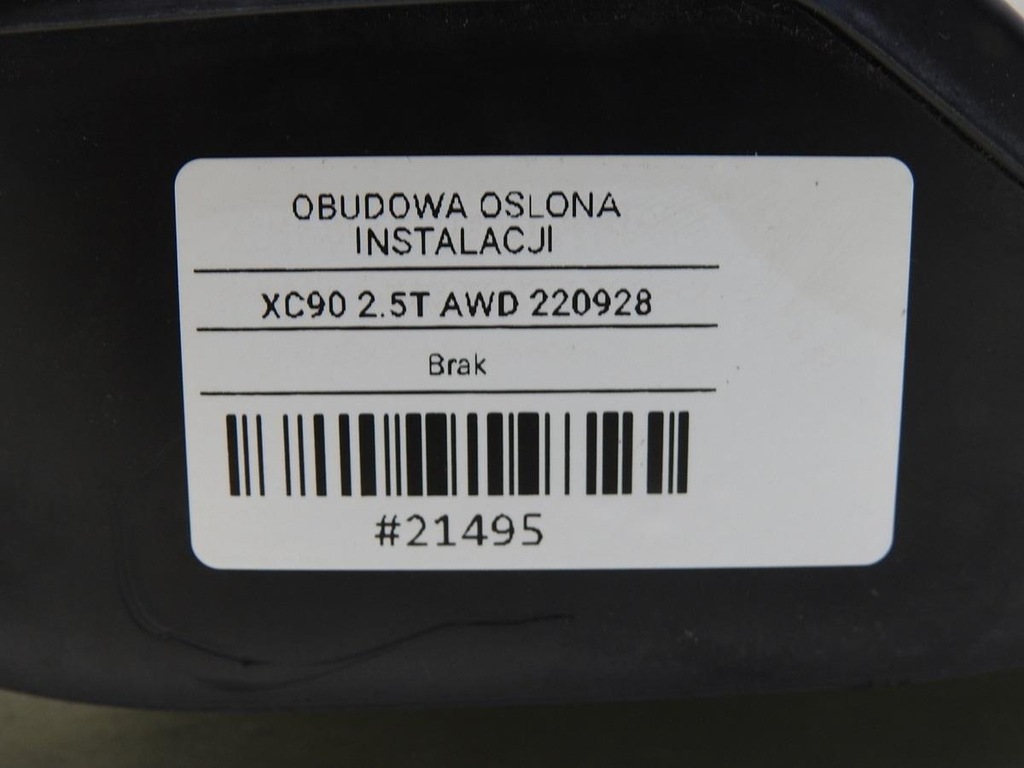 OBUDOWA OSLONA
INSTALACJI
XC90 2.5T AWD 220928
Brak
#21495